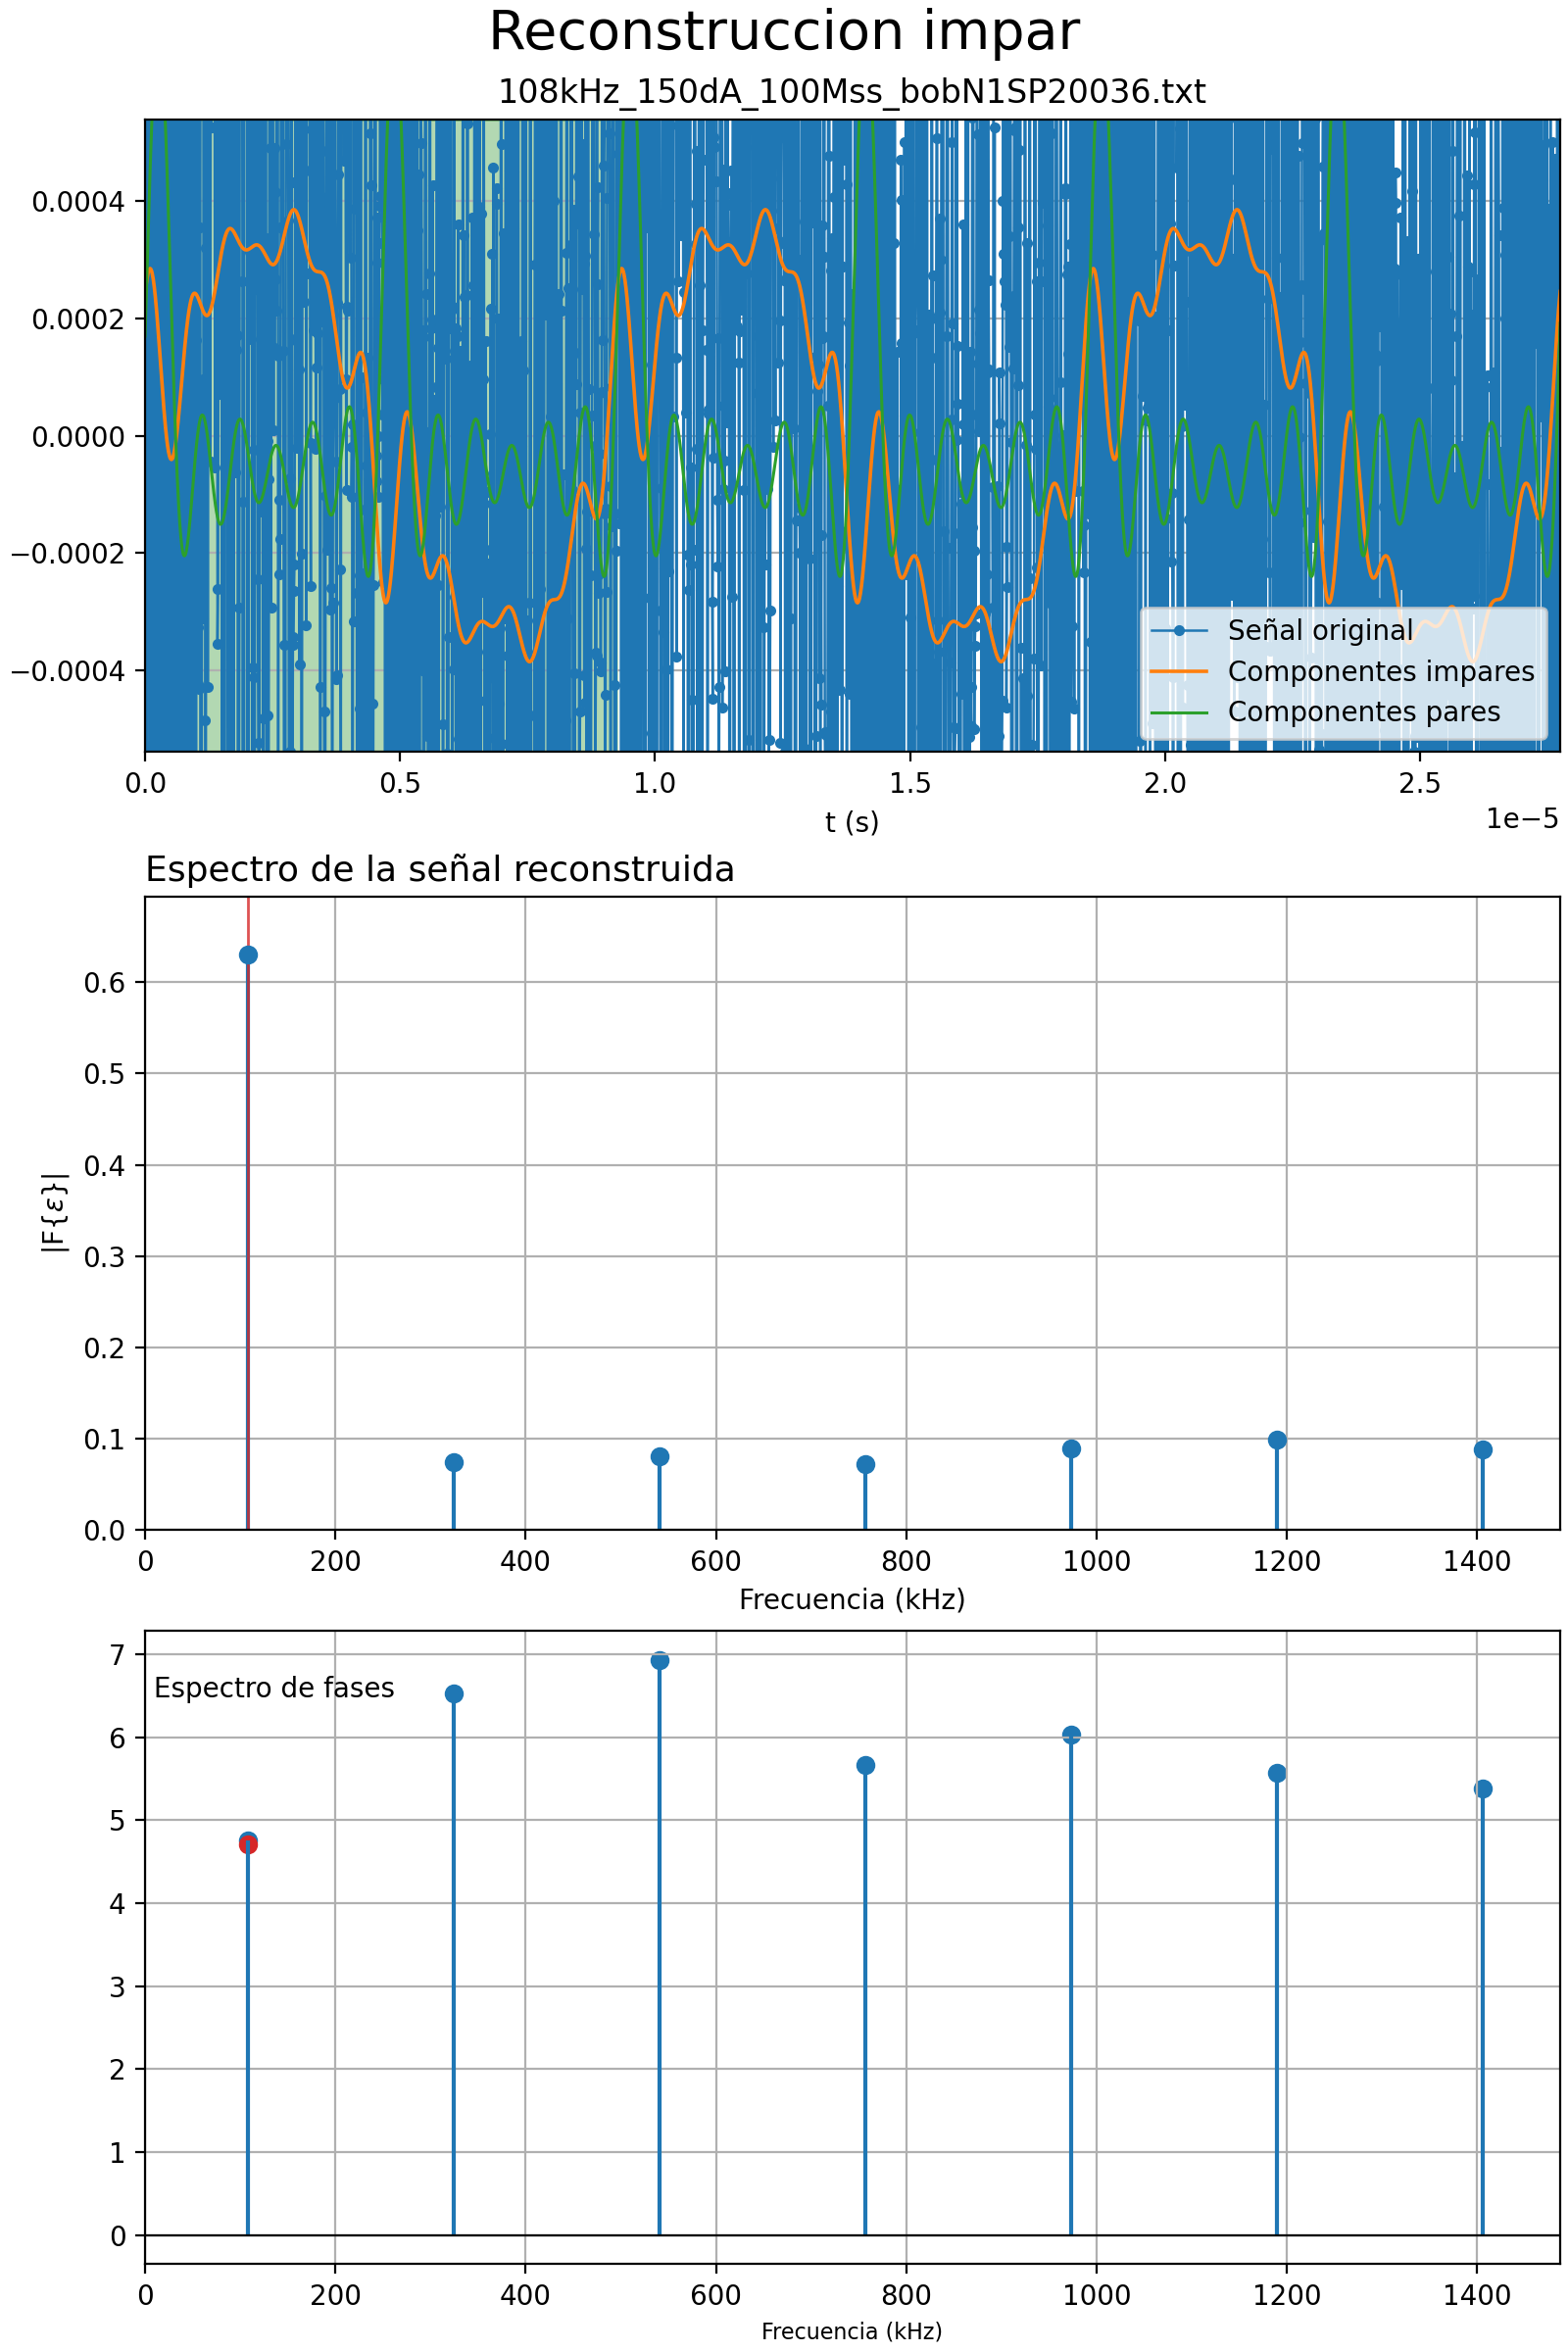 Reconstruccion impar
108kHz_150dA_100Mss_bobN1SP20036.txt
0.0004
0.0002
0.0000
−0.0002
−0.0004
Señal original
Componentes impares
Componentes pares
0.0 0.5 1.0 1.5 2.0 2.5
1e−5
t (s)
Espectro de la señal reconstruida
0.6
0.5
0.4
0.3
0.2
0.1
0.0
|F{ε}|
0 200 400 600 800 1000 1200 1400
Frecuencia (kHz)
Espectro de fases
7
6
5
4
3
2
1
0
0 200 400 600 800 1000 1200 1400
Frecuencia (kHz)